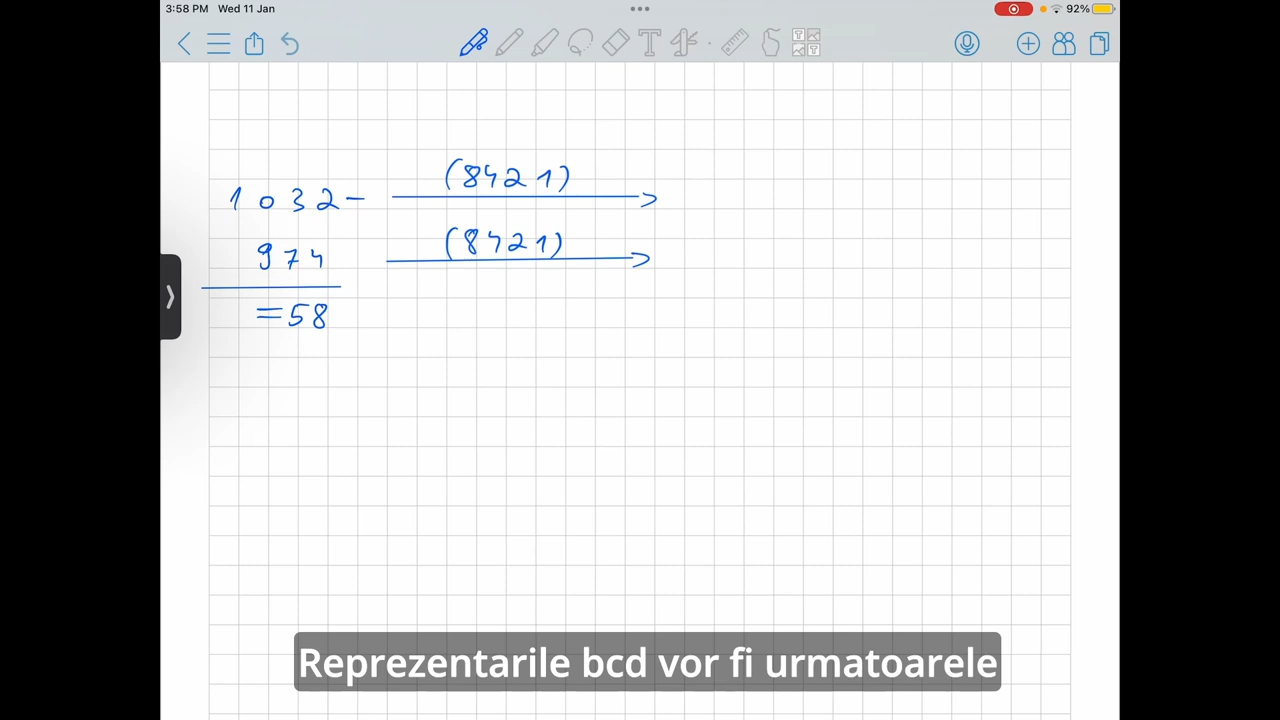 3:58 PM Wed 11 Jan
92%
1032- (8421)
974 (8421)
=58
Reprezentarile bcd vor fi urmatoarele